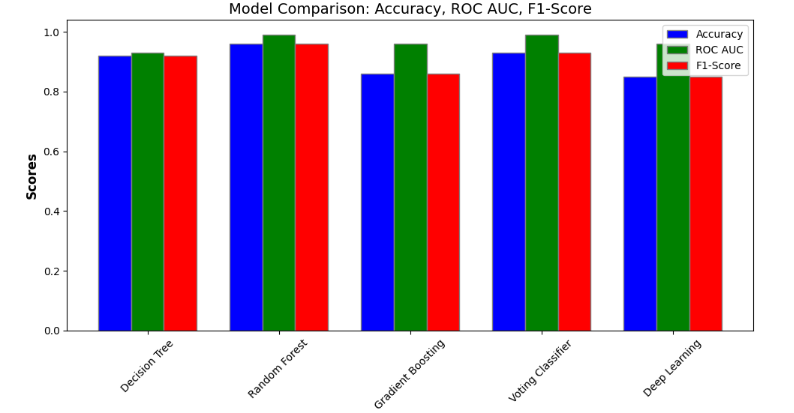 Model Comparison: Accuracy, ROC AUC, F1-Score
Accuracy
ROC AUC
F1-Score
Scores
1.0
0.8
0.6
0.4
0.2
0.0
Decision Tree
Random Forest
Gradient Boosting
Voting Classifier
Deep Learning